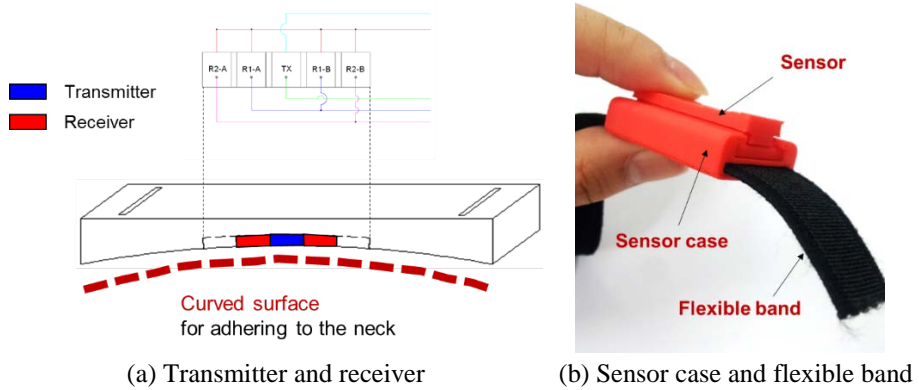 R2-A R1-A TX R1-B R2-B
Transmitter
Receiver
Curved surface
for adhering to the neck
(a) Transmitter and receiver
Sensor
Sensor case
Flexible band
(b) Sensor case and flexible band